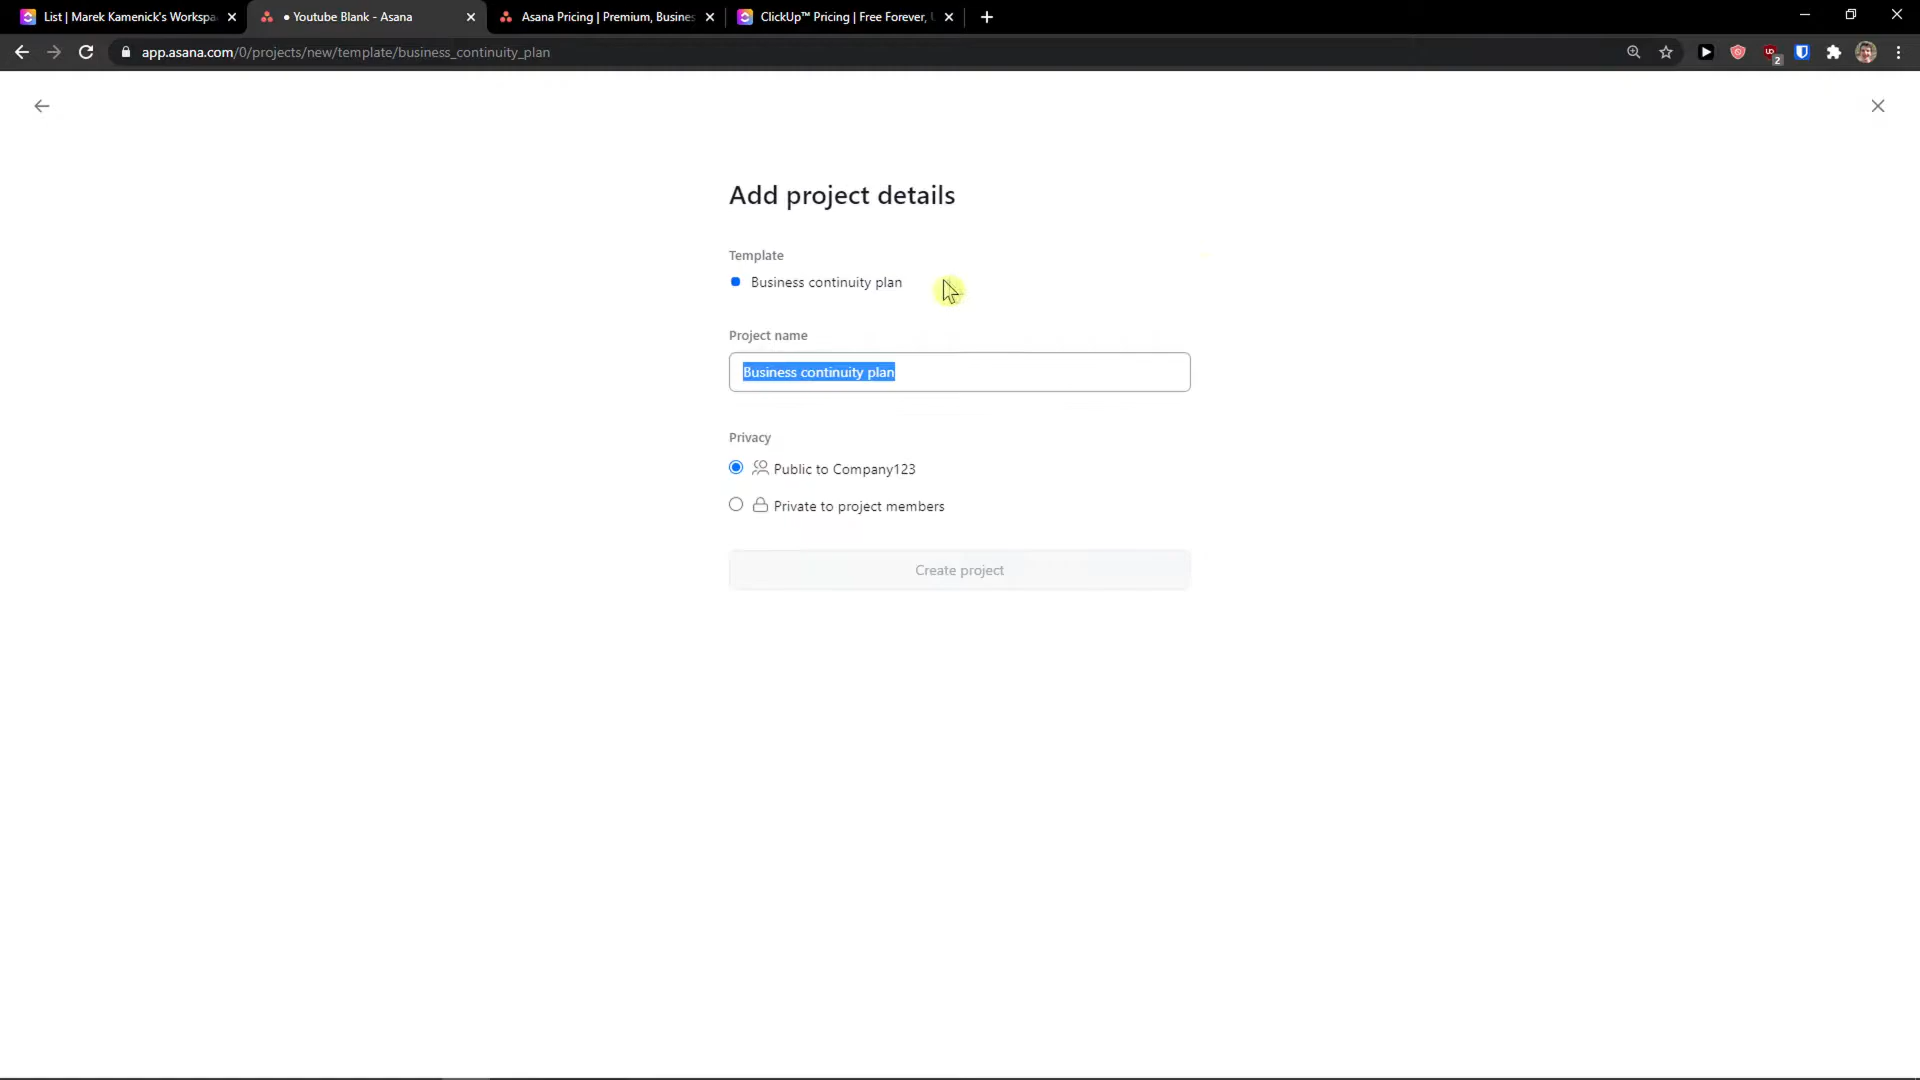 List | Marek Kamenick's Workspa
• Youtube Blank - Asana
Asana Pricing | Premium, Busines
ClickUp™ Pricing | Free Forever,
app.asana.com/0/projects/new/template/business_continuity_plan
2
Add project details
Template
Business continuity plan
Project name
Business continuity plan
Privacy
Public to Company123
Private to project members
Create project